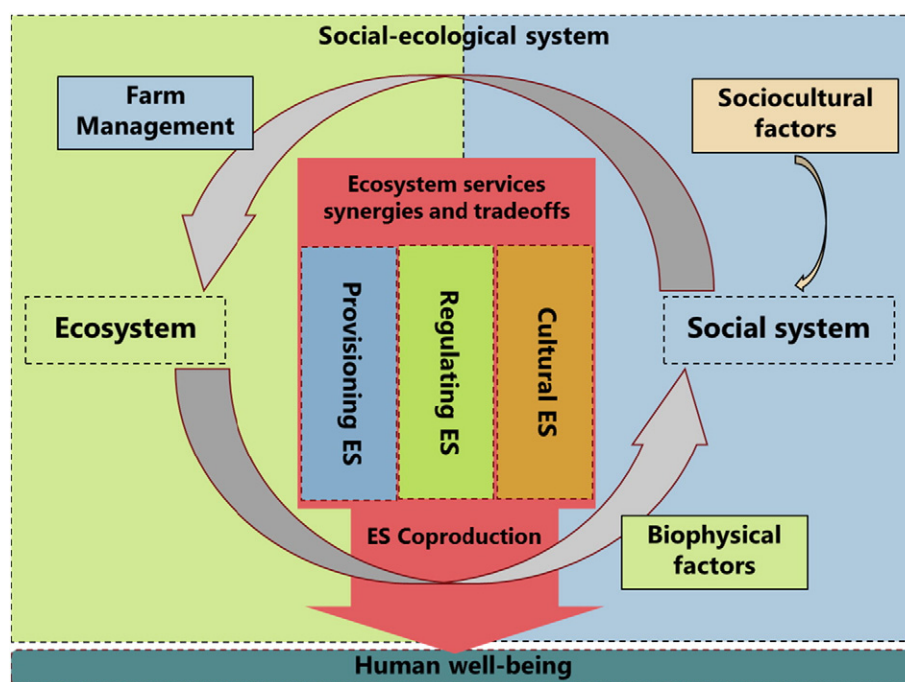 Social-ecological system
Farm
Management
Sociocultural
factors
Ecosystem services
synergies and tradeoffs
Provisioning ES
Regulating ES
Cultural ES
Ecosystem
Social system
ES Coproduction
Biophysical
factors
Human well-being